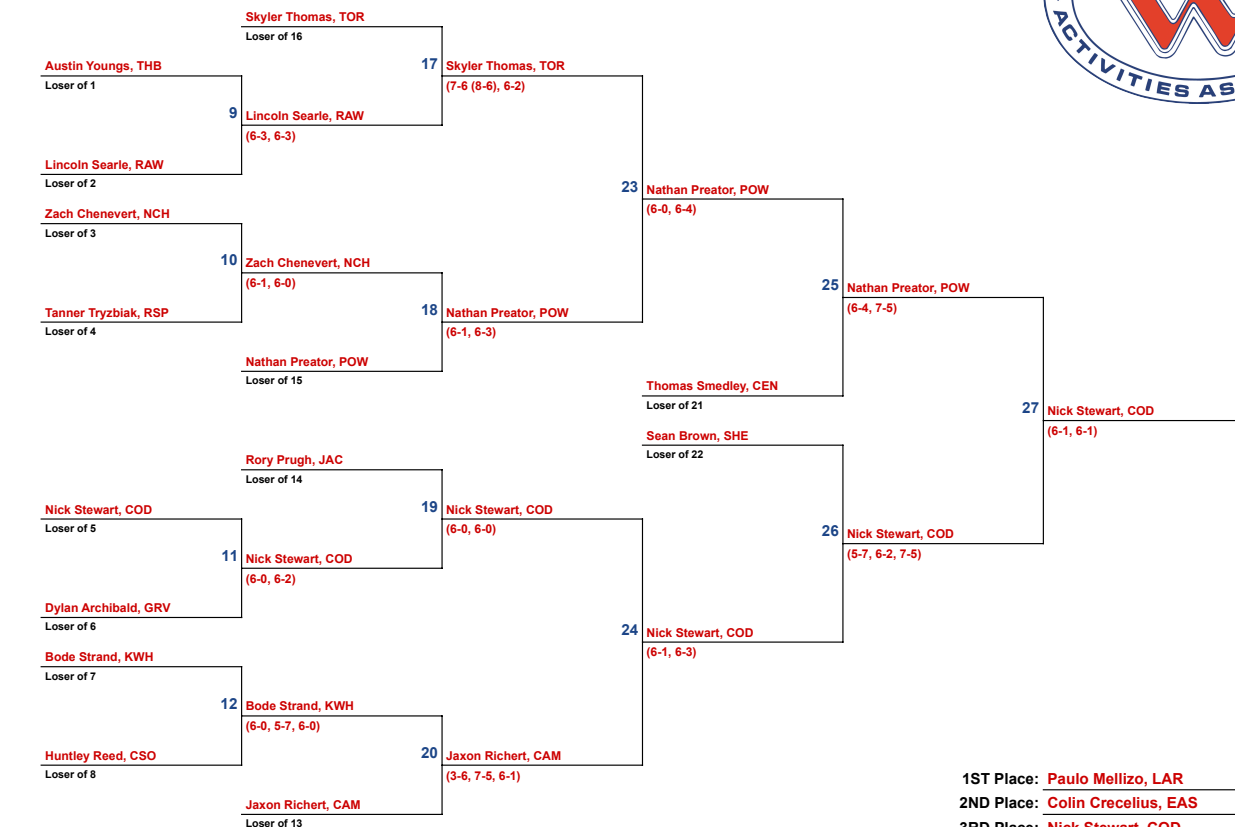 Skyler Thomas, TOR
Loser of 16
Austin Youngs, THB
Loser of 1
17 Skyler Thomas, TOR
(7-6 (8-6), 6-2)
9 Lincoln Searle, RAW
(6-3, 6-3)
Lincoln Searle, RAW
Loser of 2
23 Nathan Preator, POW
(6-0, 6-4)
Zach Chenevert, NCH
Loser of 3
10 Zach Chenevert, NCH
(6-1, 6-0)
25 Nathan Preator, POW
(6-4, 7-5)
Tanner Tryzbiak, RSP
Loser of 4
18 Nathan Preator, POW
(6-1, 6-3)
Nathan Preator, POW
Loser of 15
Thomas Smedley, CEN
Loser of 21
27 Nick Stewart, COD
(6-1, 6-1)
Sean Brown, SHE
Loser of 22
Rory Prugh, JAC
Loser of 14
Nick Stewart, COD
Loser of 5
19 Nick Stewart, COD
(6-0, 6-0)
26 Nick Stewart, COD
(5-7, 6-2, 7-5)
11 Nick Stewart, COD
(6-0, 6-2)
Dylan Archibald, GRV
Loser of 6
24 Nick Stewart, COD
(6-1, 6-3)
Bode Strand, KWH
Loser of 7
12 Bode Strand, KWH
(6-0, 5-7, 6-0)
Huntley Reed, CSO
Loser of 8
20 Jaxon Richert, CAM
(3-6, 7-5, 6-1)
Jaxon Richert, CAM
Loser of 13
1ST Place: Paulo Mellizo, LAR
2ND Place: Colin Crecelius, EAS
3RD Place: Nick Stewart, COD
W
ACTIVITIES AS